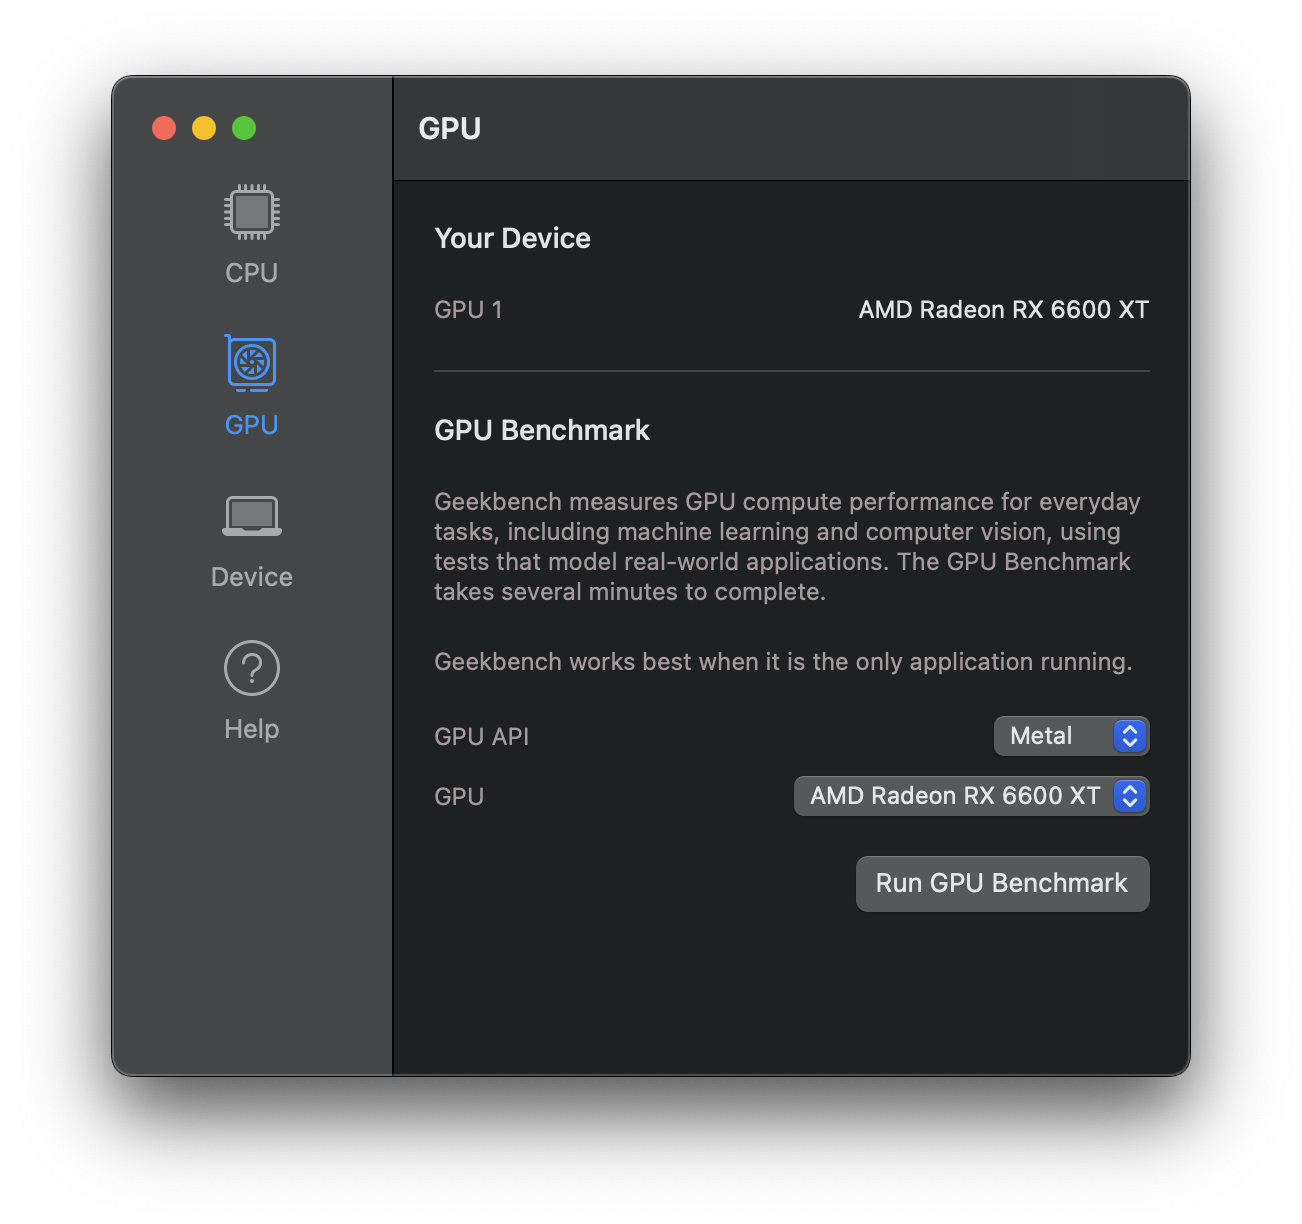 GPU
CPU
GPU
Device
Help
Your Device
GPU 1
AMD Radeon RX 6600 XT
GPU Benchmark
Geekbench measures GPU compute performance for everyday
tasks, including machine learning and computer vision, using
tests that model real-world applications. The GPU Benchmark
takes several minutes to complete.
Geekbench works best when it is the only application running.
GPU API
Metal
GPU
AMD Radeon RX 6600 XT
Run GPU Benchmark